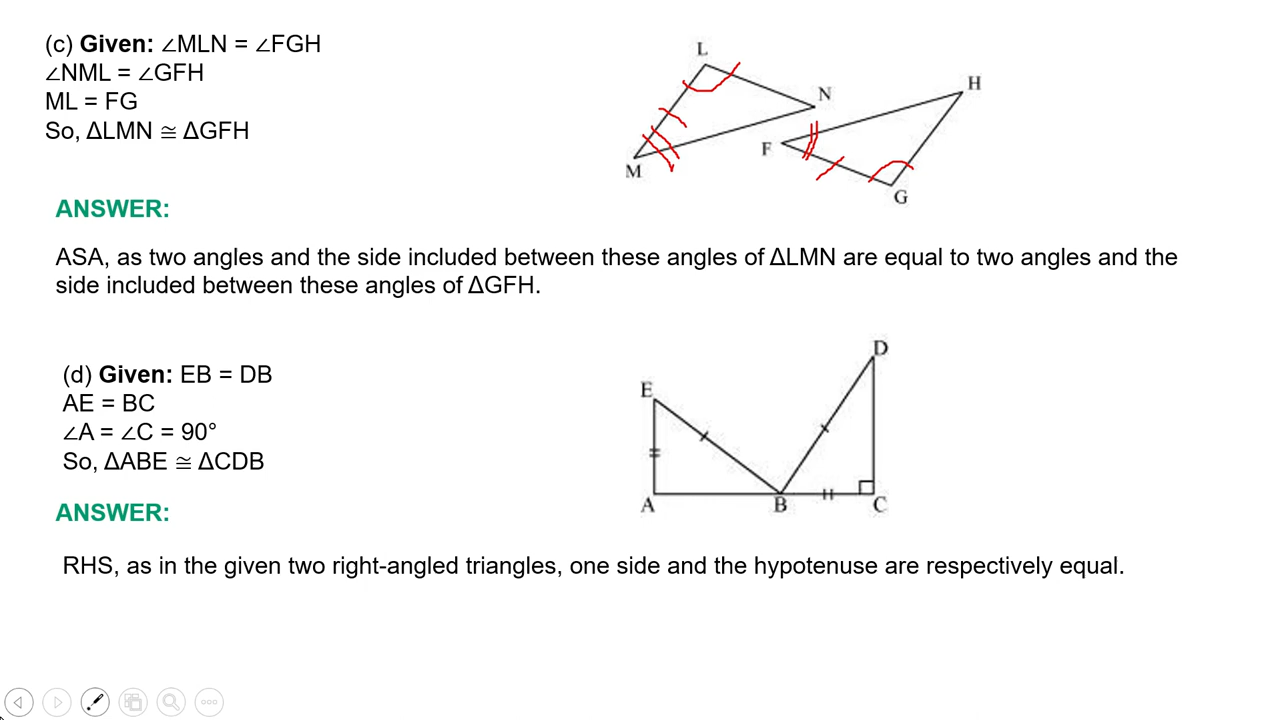 (c) Given: ∠MLN = ∠FGH
∠NML = ∠GFH
ML = FG
So, ΔLMN ≅ ΔGFH
L
N
M
H
F
G
ANSWER:
ASA, as two angles and the side included between these angles of ΔLMN are equal to two angles and the
side included between these angles of ΔGFH.
(d) Given: EB = DB
AE = BC
∠A = ∠C = 90°
So, ΔABE ≅ ΔCDB
D
E
A
B
C
ANSWER:
RHS, as in the given two right-angled triangles, one side and the hypotenuse are respectively equal.